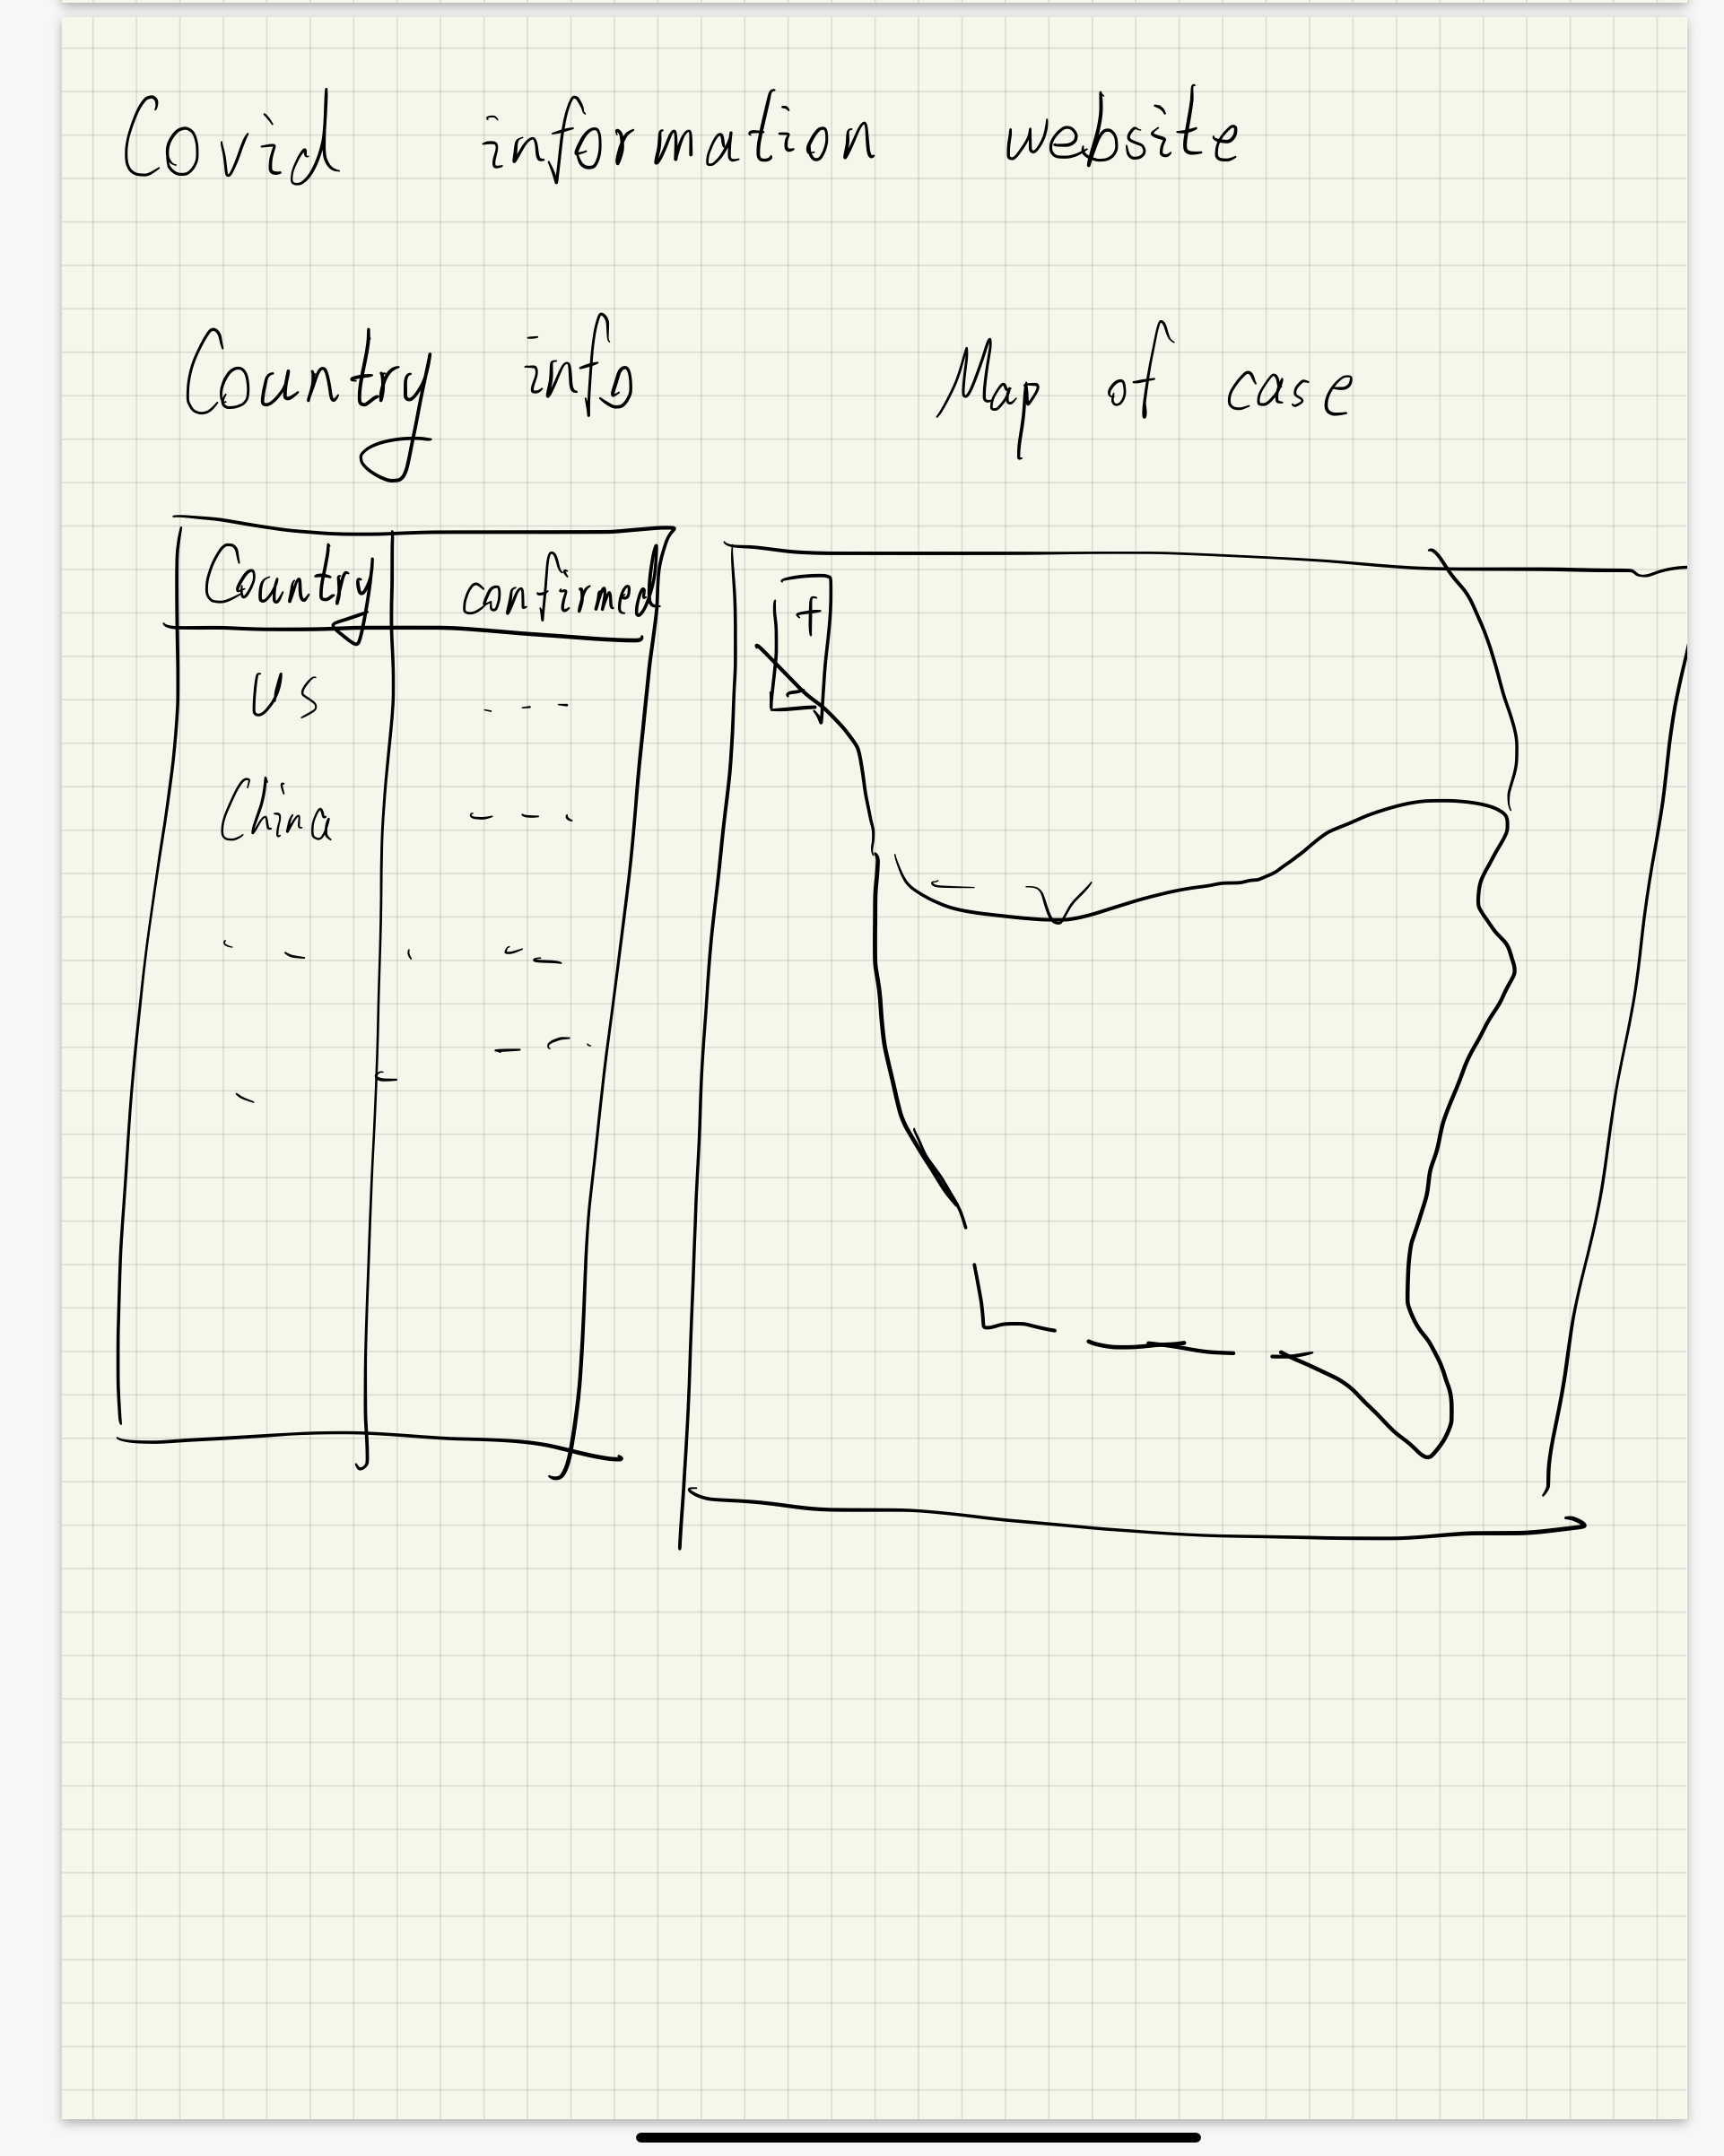 Covid information website
Country info Map of case
Country confirmed
+
-
US - - -
China - - -